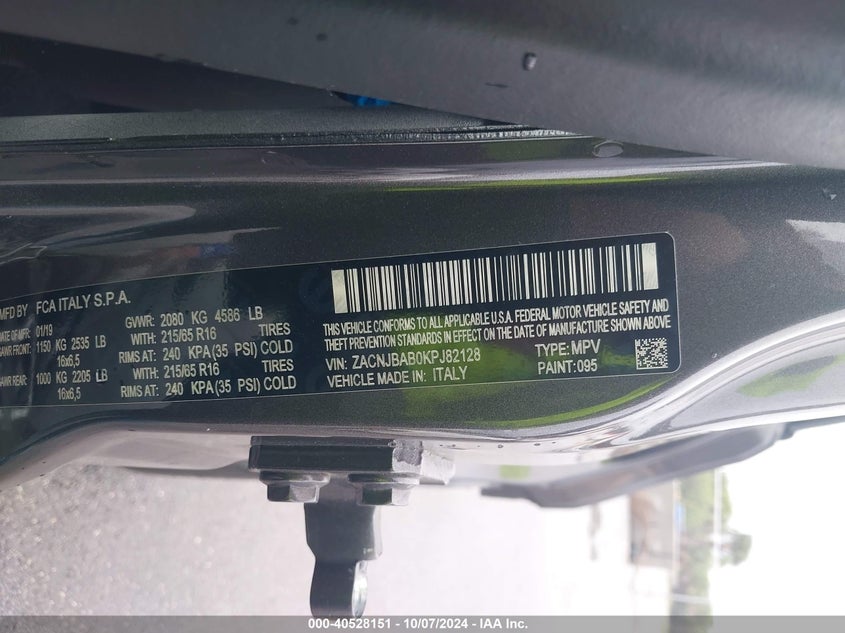 MFD BY FCA ITALY S.P.A.
DATE OF MFR 01/19 GVWR: 2080 KG 4586 LB
GAWR FRONT: 1150 KG 2535 LB WITH: 215/65 R16 TIRES
16x6,5 RIMS AT: 240 KPA (35 PSI) COLD
GAWR REAR: 1000 KG 2205 LB WITH: 215/65 R16 TIRES
16x6,5 RIMS AT: 240 KPA (35 PSI) COLD
THIS VEHICLE CONFORMS TO ALL APPLICABLE U.S.A. FEDERAL MOTOR VEHICLE SAFETY AND
THEFT PREVENTION STANDARDS IN EFFECT ON THE DATE OF MANUFACTURE SHOWN ABOVE.
VIN: ZACNJBAB0KPJ82128 TYPE: MPV
VEHICLE MADE IN: ITALY PAINT: 095
000-40528151 - 10/07/2024 - IAA Inc.